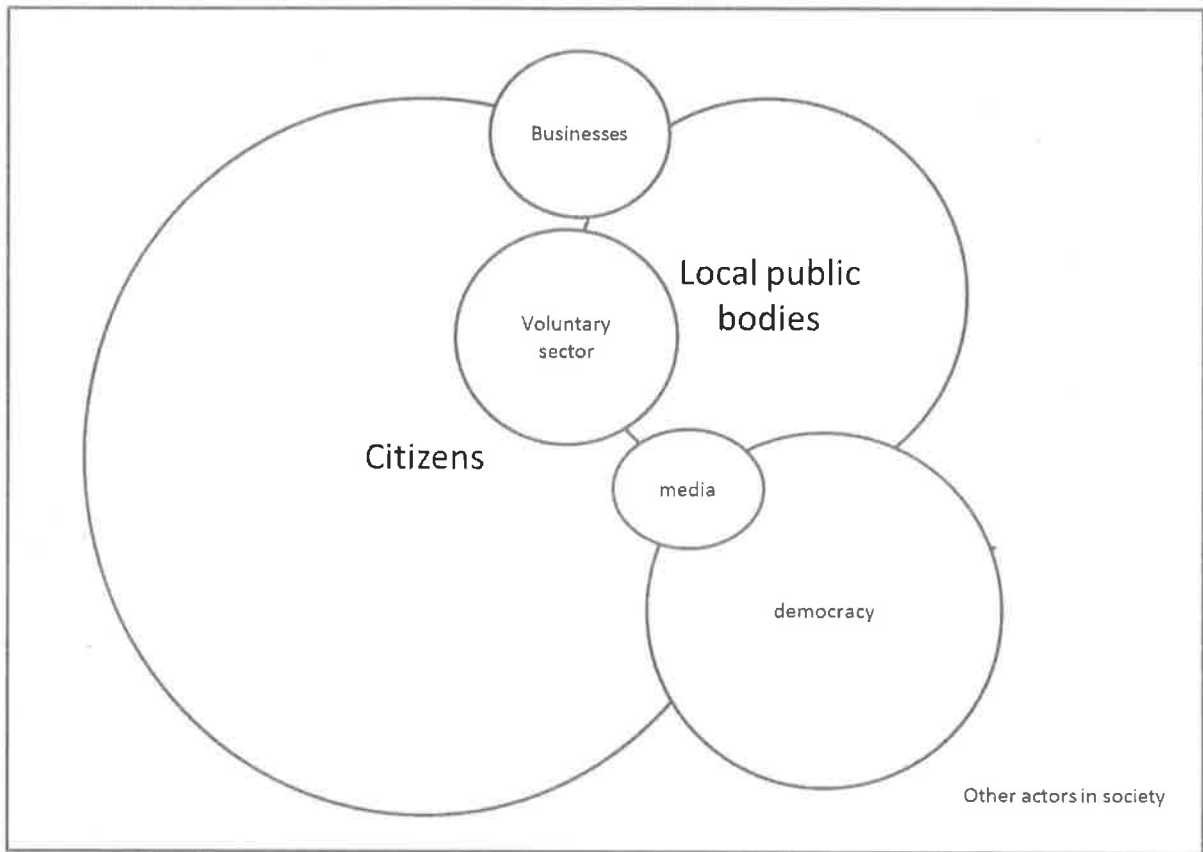 Businesses
Local public
bodies
Voluntary
sector
Citizens
media
democracy
Other actors in society